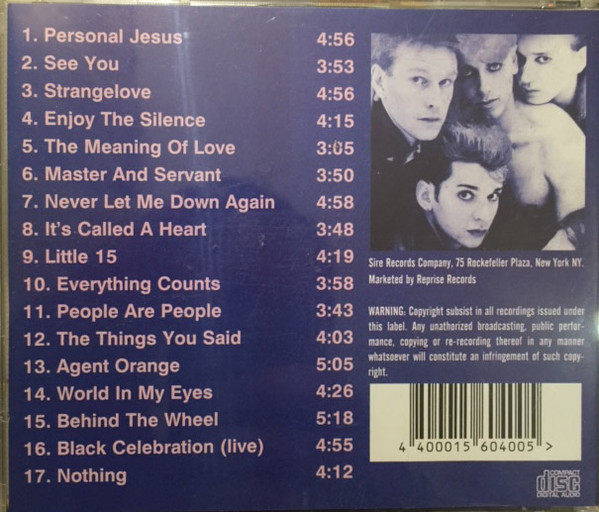 1. Personal Jesus 4:56
2. See You 3:53
3. Strangelove 4:56
4. Enjoy The Silence 4:15
5. The Meaning Of Love 3:05
6. Master And Servant 3:50
7. Never Let Me Down Again 4:58
8. It's Called A Heart 3:48
9. Little 15 4:19
10. Everything Counts 3:58
11. People Are People 3:43
12. The Things You Said 4:03
13. Agent Orange 5:05
14. World In My Eyes 4:26
15. Behind The Wheel 5:18
16. Black Celebration (live) 4:55
17. Nothing 4:12
Sire Records Company, 75 Rockefeller Plaza, New York NY.
Marketed by Reprise Records
WARNING: Copyright subsist in all recordings issued under
this label. Any unathorized broadcasting, public perfor-
mance, copying or re-recording thereof in any manner
whatsoever will constitute an infringement of such copy-
right.
4 400015 604005 >
COMPACT
disc
DIGITAL AUDIO